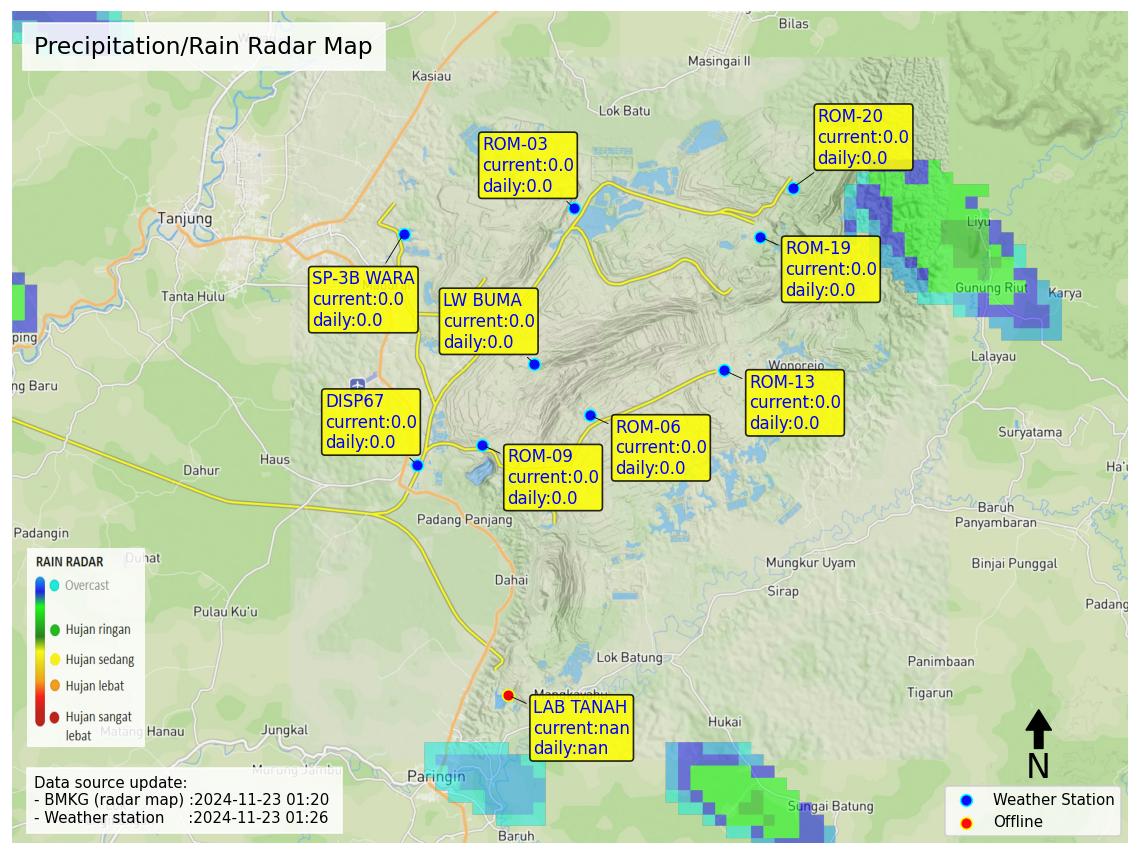 Precipitation/Rain Radar Map
Bilas
Masingai II
Kasiau
Lok Batu
ROM-20
current:0.0
daily:0.0
ROM-03
current:0.0
daily:0.0
Tanjung
Liyu
ROM-19
current:0.0
daily:0.0
SP-3B WARA
current:0.0
daily:0.0
Tanta Hulu
LW BUMA
current:0.0
daily:0.0
Gunung Riut
Karya
ping
Lalayau
Wonorejo
ng Baru
ROM-13
current:0.0
daily:0.0
DISP67
current:0.0
daily:0.0
ROM-06
current:0.0
daily:0.0
Suryatama
ROM-09
current:0.0
daily:0.0
Haus
Dahur
Ha'u
Baruh
Panyambaran
Padang Panjang
Padangin
Duhat
Mungkur Uyam
Binjai Punggal
RAIN RADAR
Overcast
Hujan ringan
Hujan sedang
Hujan lebat
Hujan sangat
lebat
Dahai
Sirap
Padang
Pulau Ku'u
Lok Batung
Panimbaan
Tigarun
Mangkayahu
LAB TANAH
current:nan
daily:nan
Hukai
Matang Hanau
Jungkal
Murung Jambu
Paringin
N
Data source update:
- BMKG (radar map) :2024-11-23 01:20
- Weather station :2024-11-23 01:26
Sungai Batung
Baruh
Weather Station
Offline